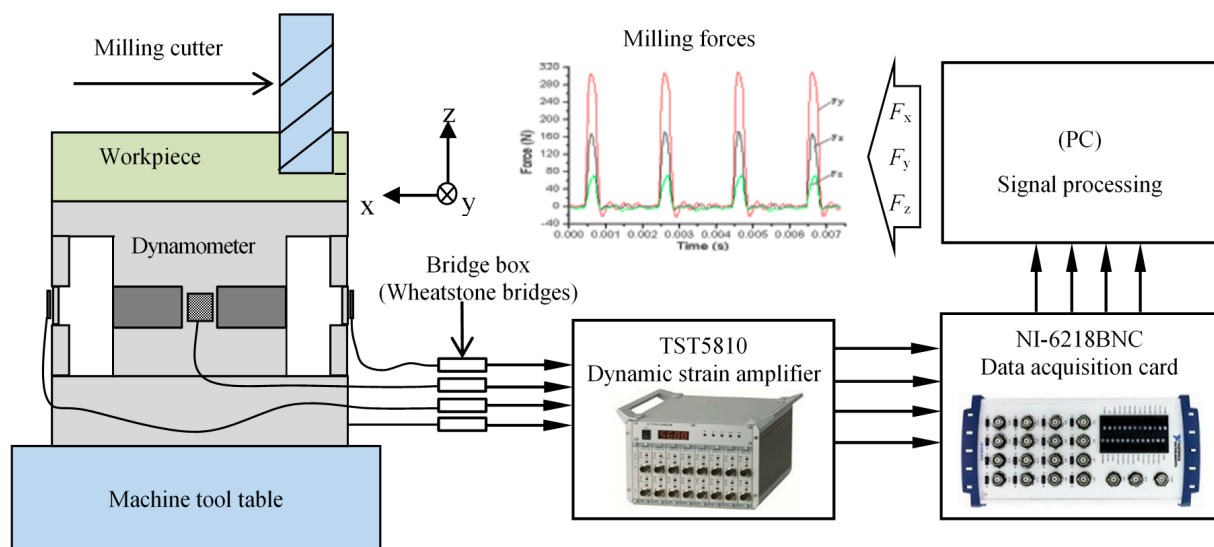 Milling cutter
Workpiece
Dynamometer
Machine tool table
z
x
y
Bridge box
(Wheatstone bridges)
Milling forces
320
280
240
200
160
120
80
40
0
-40
Force (N)
0.000 0.001 0.002 0.003 0.004 0.005 0.006 0.007
Time (s)
Fy
Fx
Fz
Fx
Fy
Fz
(PC)
Signal processing
TST5810
Dynamic strain amplifier
NI-6218BNC
Data acquisition card